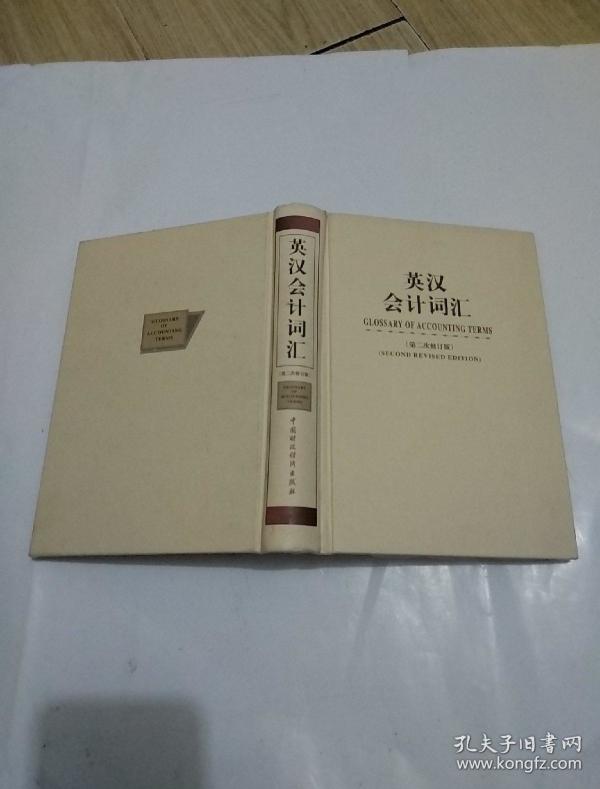 英汉
会计词汇
GLOSSARY OF ACCOUNTING TERMS
(第二次修订版)
(SECOND REVISED EDITION)
英汉会计词汇
(第二次修订版)
中国财政经济出版社
GLOSSARY
OF
ACCOUNTING
TERMS
孔夫子旧书网
www.kongfz.com